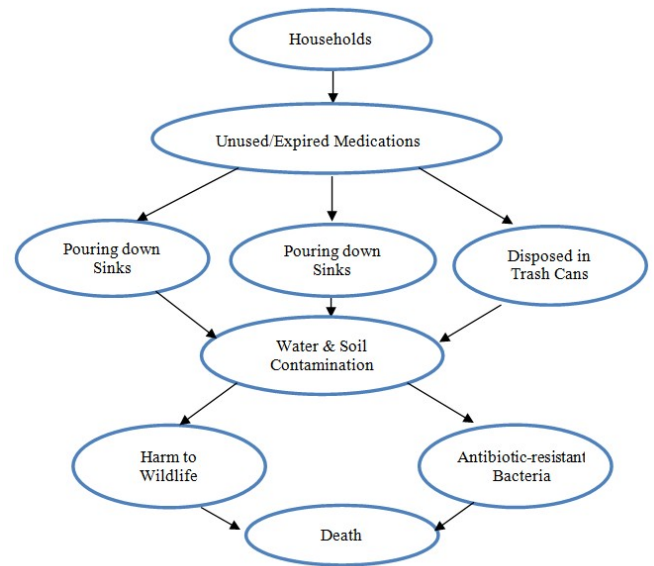 Households
Unused/Expired Medications
Pouring down
Sinks
Pouring down
Sinks
Disposed in
Trash Cans
Water & Soil
Contamination
Harm to
Wildlife
Antibiotic-resistant
Bacteria
Death